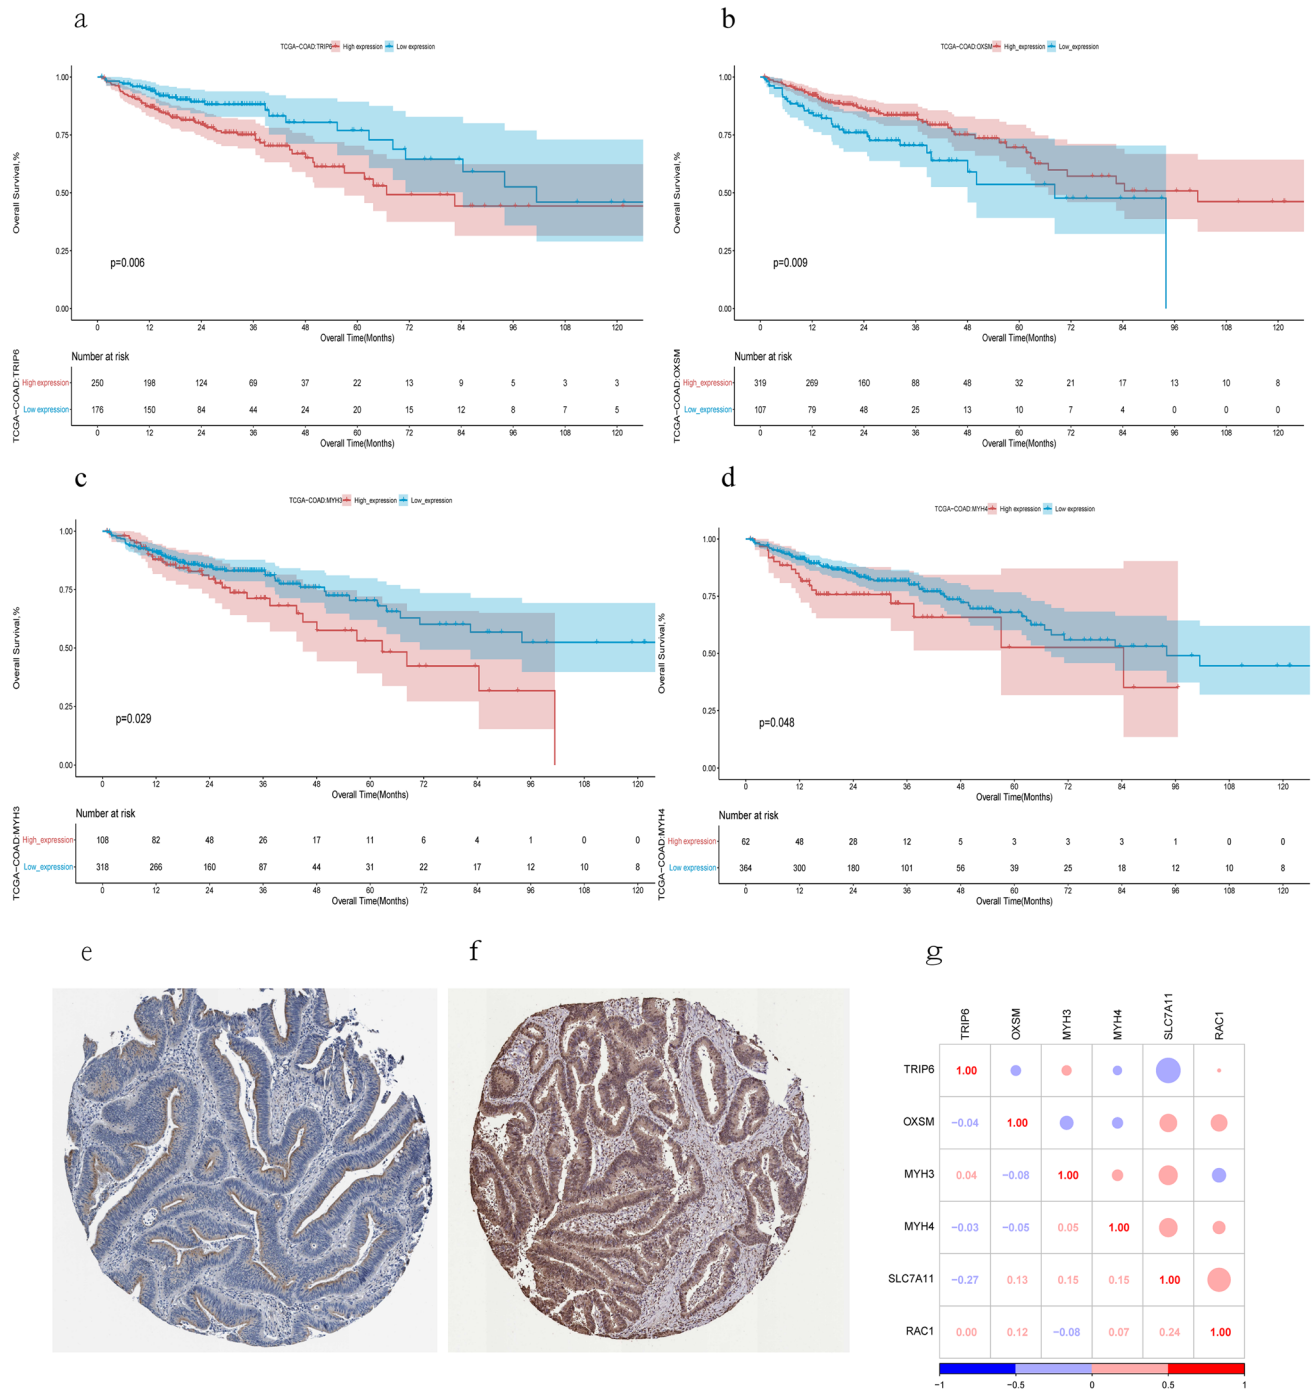 a
TCGA-COAD:TRIP6 High expression Low expression
Overall Survival,%
1.00
0.75
0.50
0.25
0.00
p=0.006
0 12 24 36 48 60 72 84 96 108 120
Overall Time(Months)
TCGA-COAD:TRIP6
Number at risk
High expression 250 198 124 69 37 22 13 9 5 3 3
Low expression 176 150 84 44 24 20 15 12 8 7 5
0 12 24 36 48 60 72 84 96 108 120
Overall Time(Months)
b
TCGA-COAD:OXSM High_expression Low_expression
Overall Survival,%
1.00
0.75
0.50
0.25
0.00
p=0.009
0 12 24 36 48 60 72 84 96 108 120
Overall Time(Months)
TCGA-COAD:OXSM
Number at risk
High_expression 319 269 160 88 48 32 21 17 13 10 8
Low_expression 107 79 48 25 13 10 7 4 0 0 0
0 12 24 36 48 60 72 84 96 108 120
Overall Time(Months)
c
TCGA-COAD:MYH3 High_expression Low_expression
Overall Survival,%
1.00
0.75
0.50
0.25
0.00
p=0.029
0 12 24 36 48 60 72 84 96 108 120
Overall Time(Months)
TCGA-COAD:MYH3
Number at risk
High_expression 108 82 48 26 17 11 6 4 1 0 0
Low_expression 318 266 160 87 44 31 22 17 12 10 8
0 12 24 36 48 60 72 84 96 108 120
Overall Time(Months)
d
TCGA-COAD:MYH4 High expression Low expression
Overall Survival,%
1.00
0.75
0.50
0.25
0.00
p=0.048
0 12 24 36 48 60 72 84 96 108 120
Overall Time(Months)
TCGA-COAD:MYH4
Number at risk
High expression 62 48 28 12 5 3 3 3 1 0 0
Low expression 364 300 180 101 56 39 25 18 12 10 8
0 12 24 36 48 60 72 84 96 108 120
Overall Time(Months)
e
f
g
TRIP6 OXSM MYH3 MYH4 SLC7A11 RAC1
TRIP6 1.00
OXSM -0.04 1.00
MYH3 0.04 -0.08 1.00
MYH4 -0.03 -0.05 0.05 1.00
SLC7A11 -0.27 0.13 0.15 0.15 1.00
RAC1 0.00 0.12 -0.08 0.07 0.24 1.00
-1 -0.5 0 0.5 1